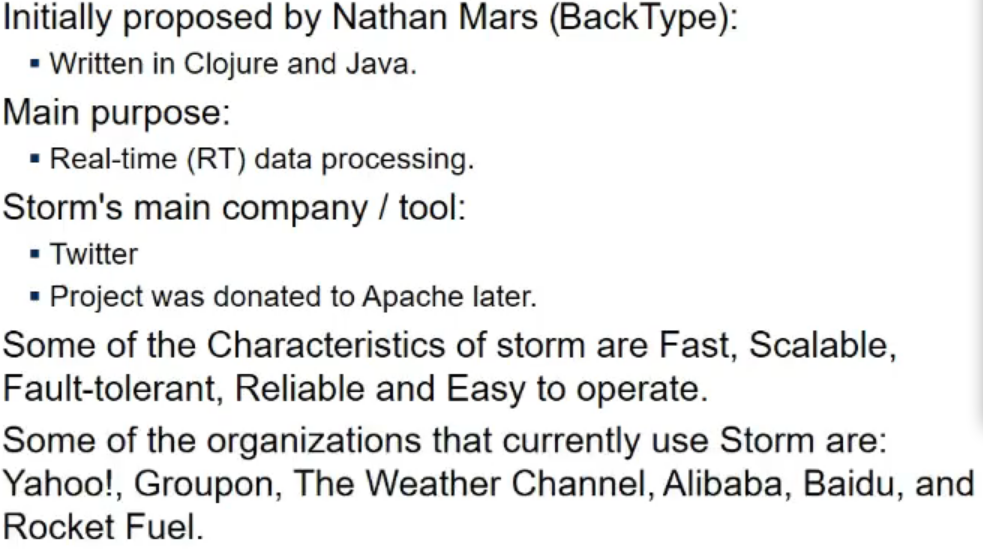 Initially proposed by Nathan Mars (BackType):
▪ Written in Clojure and Java.
Main purpose:
▪ Real-time (RT) data processing.
Storm's main company / tool:
▪ Twitter
▪ Project was donated to Apache later.
Some of the Characteristics of storm are Fast, Scalable,
Fault-tolerant, Reliable and Easy to operate.
Some of the organizations that currently use Storm are:
Yahoo!, Groupon, The Weather Channel, Alibaba, Baidu, and
Rocket Fuel.